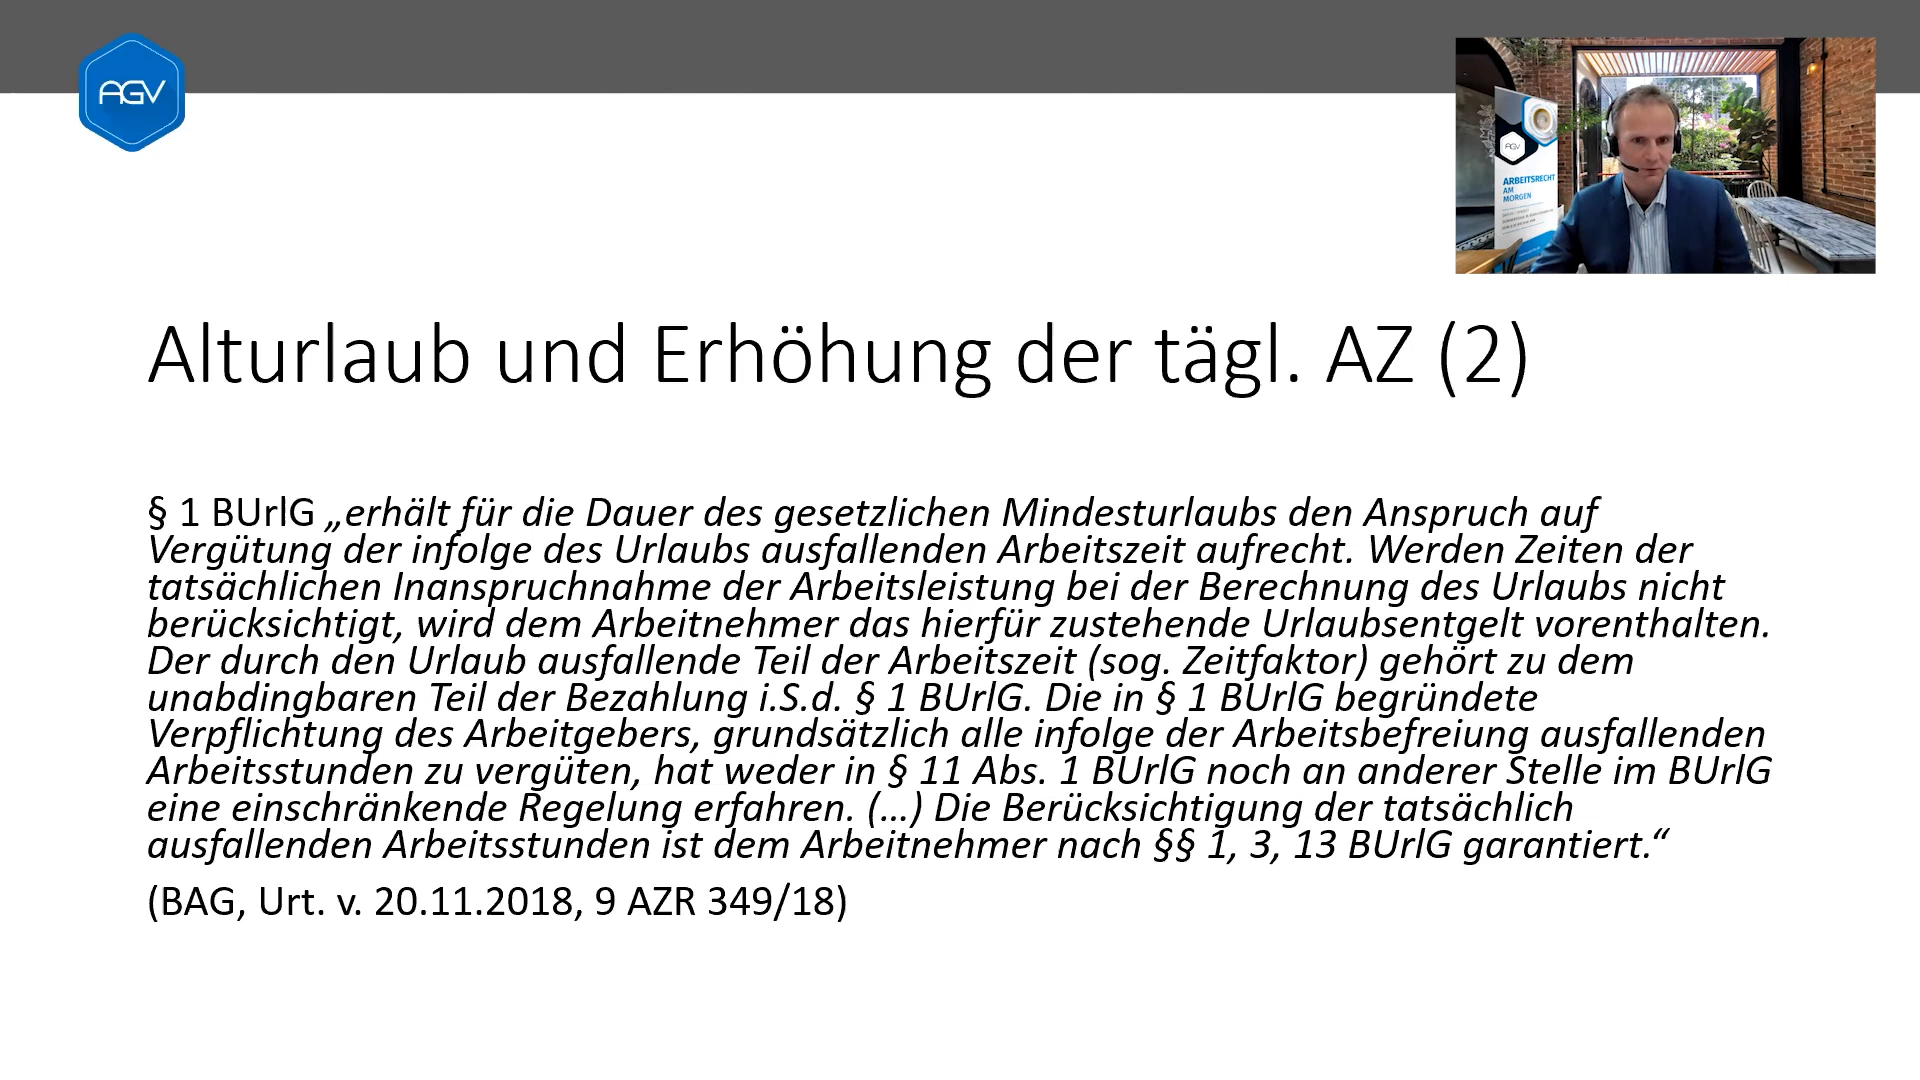 AGV
AGV
ARBEITSRECHT
AM
MORGEN
Alturlaub und Erhöhung der tägl. AZ (2)
§ 1 BUrlG „erhält für die Dauer des gesetzlichen Mindesturlaubs den Anspruch auf
Vergütung der infolge des Urlaubs ausfallenden Arbeitszeit aufrecht. Werden Zeiten der
tatsächlichen Inanspruchnahme der Arbeitsleistung bei der Berechnung des Urlaubs nicht
berücksichtigt, wird dem Arbeitnehmer das hierfür zustehende Urlaubsentgelt vorenthalten.
Der durch den Urlaub ausfallende Teil der Arbeitszeit (sog. Zeitfaktor) gehört zu dem
unabdingbaren Teil der Bezahlung i.S.d. § 1 BUrlG. Die in § 1 BUrlG begründete
Verpflichtung des Arbeitgebers, grundsätzlich alle infolge der Arbeitsbefreiung ausfallenden
Arbeitsstunden zu vergüten, hat weder in § 11 Abs. 1 BUrlG noch an anderer Stelle im BUrlG
eine einschränkende Regelung erfahren. (…) Die Berücksichtigung der tatsächlich
ausfallenden Arbeitsstunden ist dem Arbeitnehmer nach §§ 1, 3, 13 BUrlG garantiert.“
(BAG, Urt. v. 20.11.2018, 9 AZR 349/18)